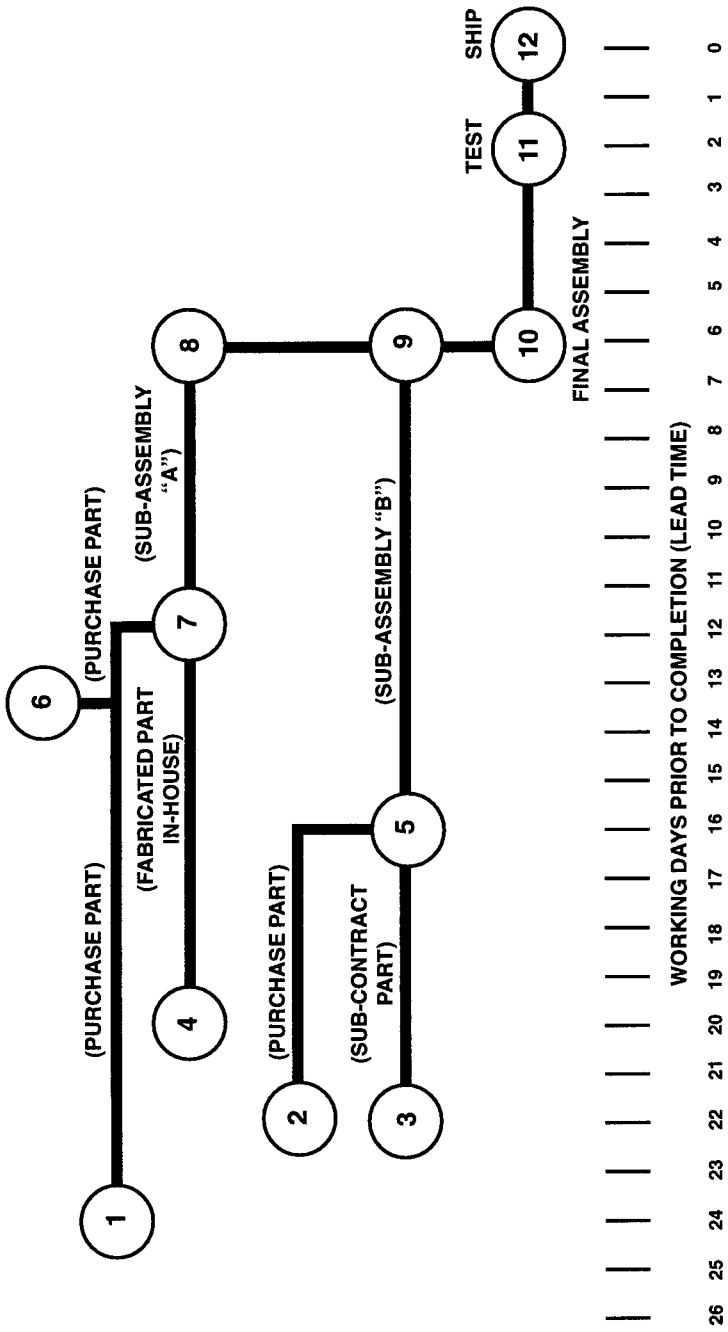 6
(PURCHASE PART)
(PURCHASE PART)
1
(FABRICATED PART
IN-HOUSE)
(SUB-ASSEMBLY
“A”)
4
7
8
(PURCHASE PART)
2
(SUB-CONTRACT
PART)
(SUB-ASSEMBLY “B”)
3
5
9
TEST
SHIP
10
11
12
FINAL ASSEMBLY
26 25 24 23 22 21 20 19 18 17 16 15 14 13 12 11 10 9 8 7 6 5 4 3 2 1 0
WORKING DAYS PRIOR TO COMPLETION (LEAD TIME)